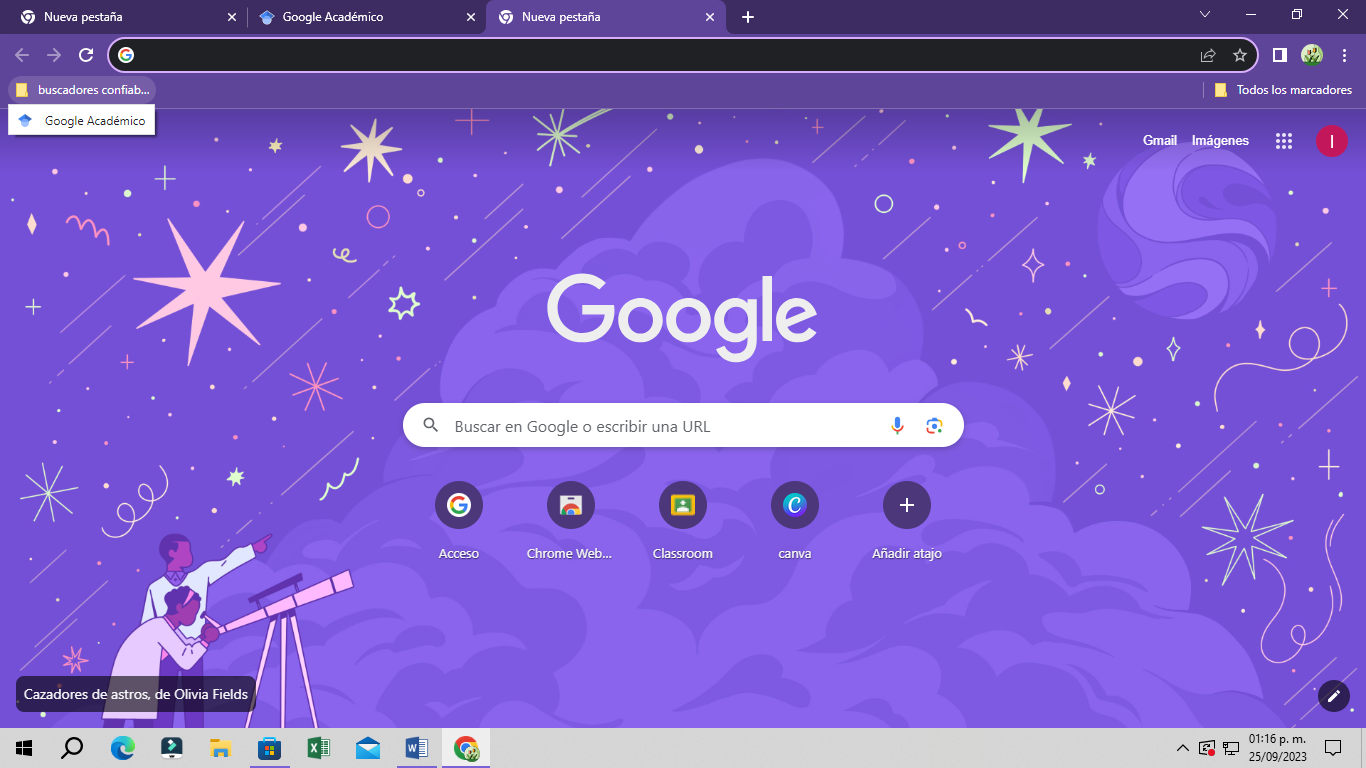 Nueva pestaña
Google Académico
Nueva pestaña
buscadores confiab...
Todos los marcadores
Google Académico
Gmail
Imágenes
I
Google
Buscar en Google o escribir una URL
Acceso
Chrome Web...
Classroom
canva
Añadir atajo
Cazadores de astros, de Olivia Fields
01:16 p. m.
25/09/2023